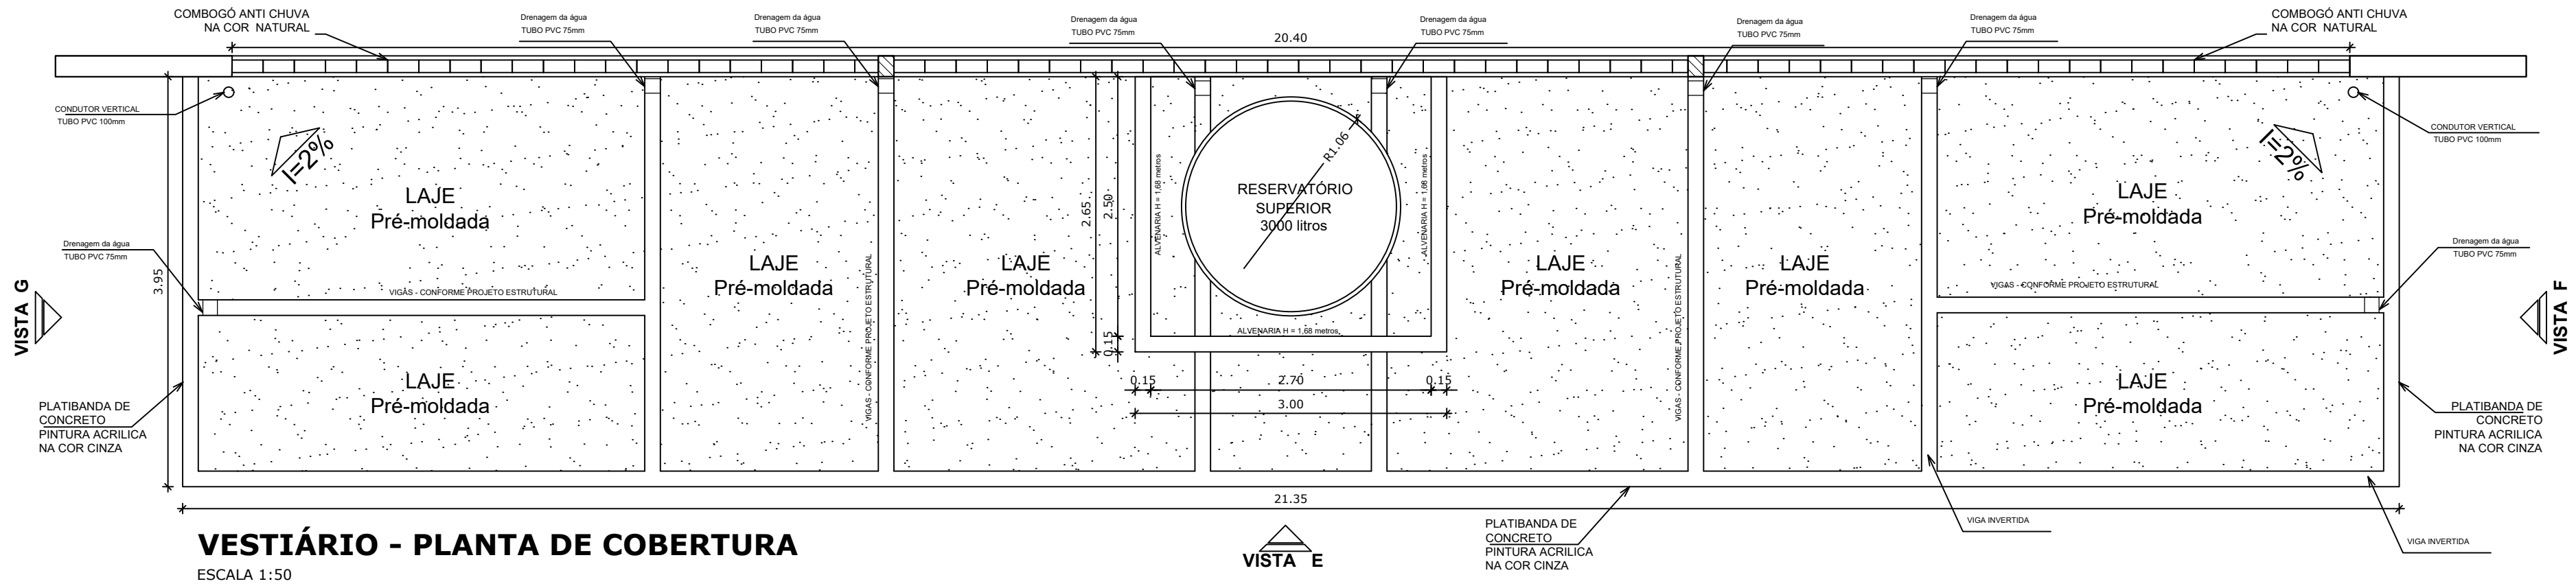 COMBOGÓ ANTI CHUVA
NA COR  NATURAL
Drenagem da água
TUBO PVC 75mm
Drenagem da água
TUBO PVC 75mm
Drenagem da água
TUBO PVC 75mm
20.40
Drenagem da água
TUBO PVC 75mm
Drenagem da água
TUBO PVC 75mm
Drenagem da água
TUBO PVC 75mm
COMBOGÓ ANTI CHUVA
NA COR  NATURAL
CONDUTOR VERTICAL
TUBO PVC 100mm
I=2%
LAJE
Pré-moldada
Drenagem da água
TUBO PVC 75mm
3.95
VIGAS - CONFORME PROJETO ESTRUTURAL
VISTA G
LAJE
Pré-moldada
PLATIBANDA DE
CONCRETO
PINTURA ACRILICA
NA COR CINZA
LAJE
Pré-moldada
VIGAS - CONFORME PROJETO ESTRUTURAL
LAJE
Pré-moldada
2.65
2.50
0.15
ALVENARIA H = 1,68 metros
R1.06
RESERVATÓRIO
SUPERIOR
3000 litros
ALVENARIA H = 1,68 metros
ALVENARIA H = 1,68 metros
0.15
2.70
0.15
3.00
LAJE
Pré-moldada
VIGAS - CONFORME PROJETO ESTRUTURAL
LAJE
Pré-moldada
I=2%
LAJE
Pré-moldada
VIGAS - CONFORME PROJETO ESTRUTURAL
LAJE
Pré-moldada
CONDUTOR VERTICAL
TUBO PVC 100mm
Drenagem da água
TUBO PVC 75mm
VISTA F
PLATIBANDA DE
CONCRETO
PINTURA ACRILICA
NA COR CINZA
21.35
VESTIÁRIO - PLANTA DE COBERTURA
ESCALA 1:50
VISTA  E
PLATIBANDA DE
CONCRETO
PINTURA ACRILICA
NA COR CINZA
VIGA INVERTIDA
VIGA INVERTIDA